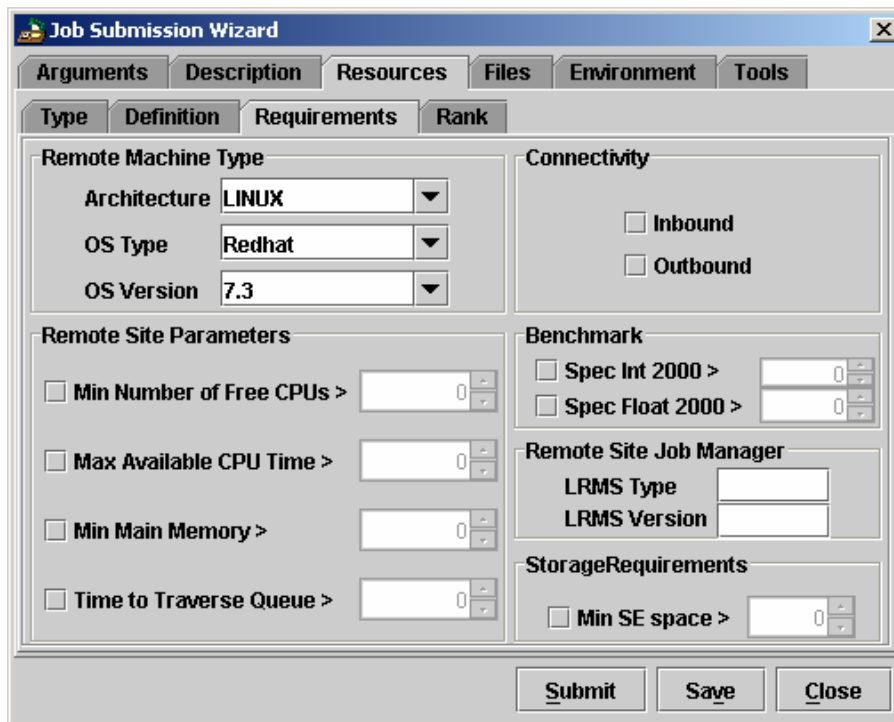 Job Submission Wizard
Arguments Description Resources Files Environment Tools
Type Definition Requirements Rank
Remote Machine Type
Architecture LINUX
OS Type Redhat
OS Version 7.3
Connectivity
Inbound
Outbound
Remote Site Parameters
Min Number of Free CPUs > 0
Max Available CPU Time > 0
Min Main Memory > 0
Time to Traverse Queue > 0
Benchmark
Spec Int 2000 > 0
Spec Float 2000 > 0
Remote Site Job Manager
LRMS Type
LRMS Version
StorageRequirements
Min SE space > 0
Submit Save Close